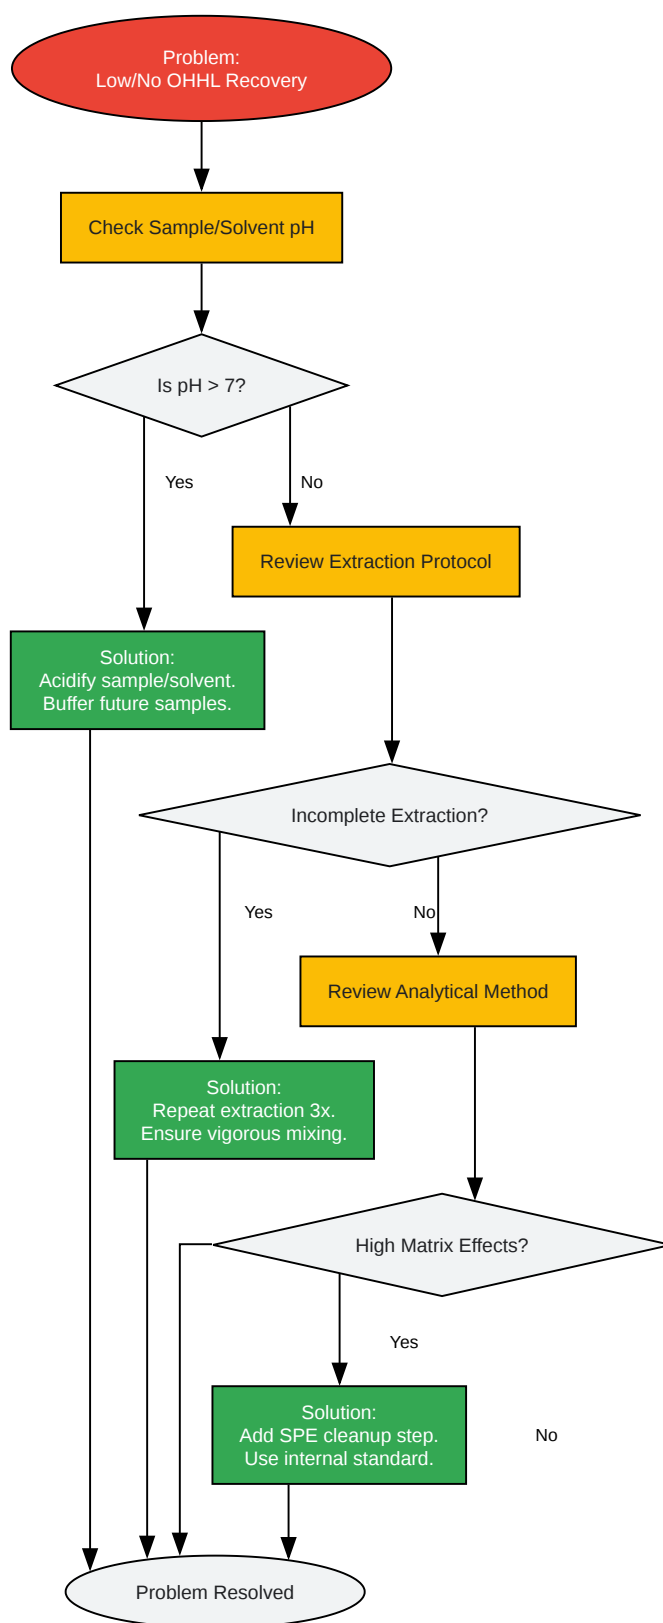 Problem:
Low/No OHHL Recovery
Check Sample/Solvent pH
Is pH > 7?
Yes
No
Review Extraction Protocol
Solution:
Acidify sample/solvent.
Buffer future samples.
Incomplete Extraction?
Yes
No
Review Analytical Method
Solution:
Repeat extraction 3x.
Ensure vigorous mixing.
High Matrix Effects?
Yes
Solution:
Add SPE cleanup step.
Use internal standard.
No
Problem Resolved